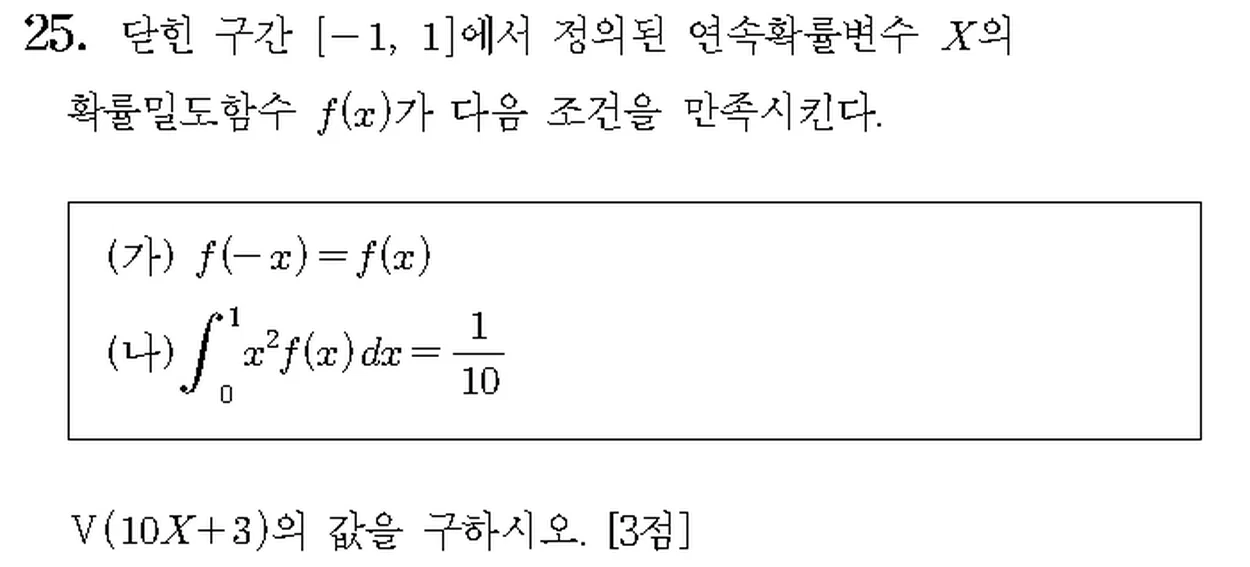 25. 닫힌 구간 [-1, 1]에서 정의된 연속확률변수 X의
확률밀도함수 f(x)가 다음 조건을 만족시킨다.
(가) f(-x)=f(x)
(나) ∫₀¹ x²f(x)dx = 1/10
V(10X+3)의 값을 구하시오. [3점]